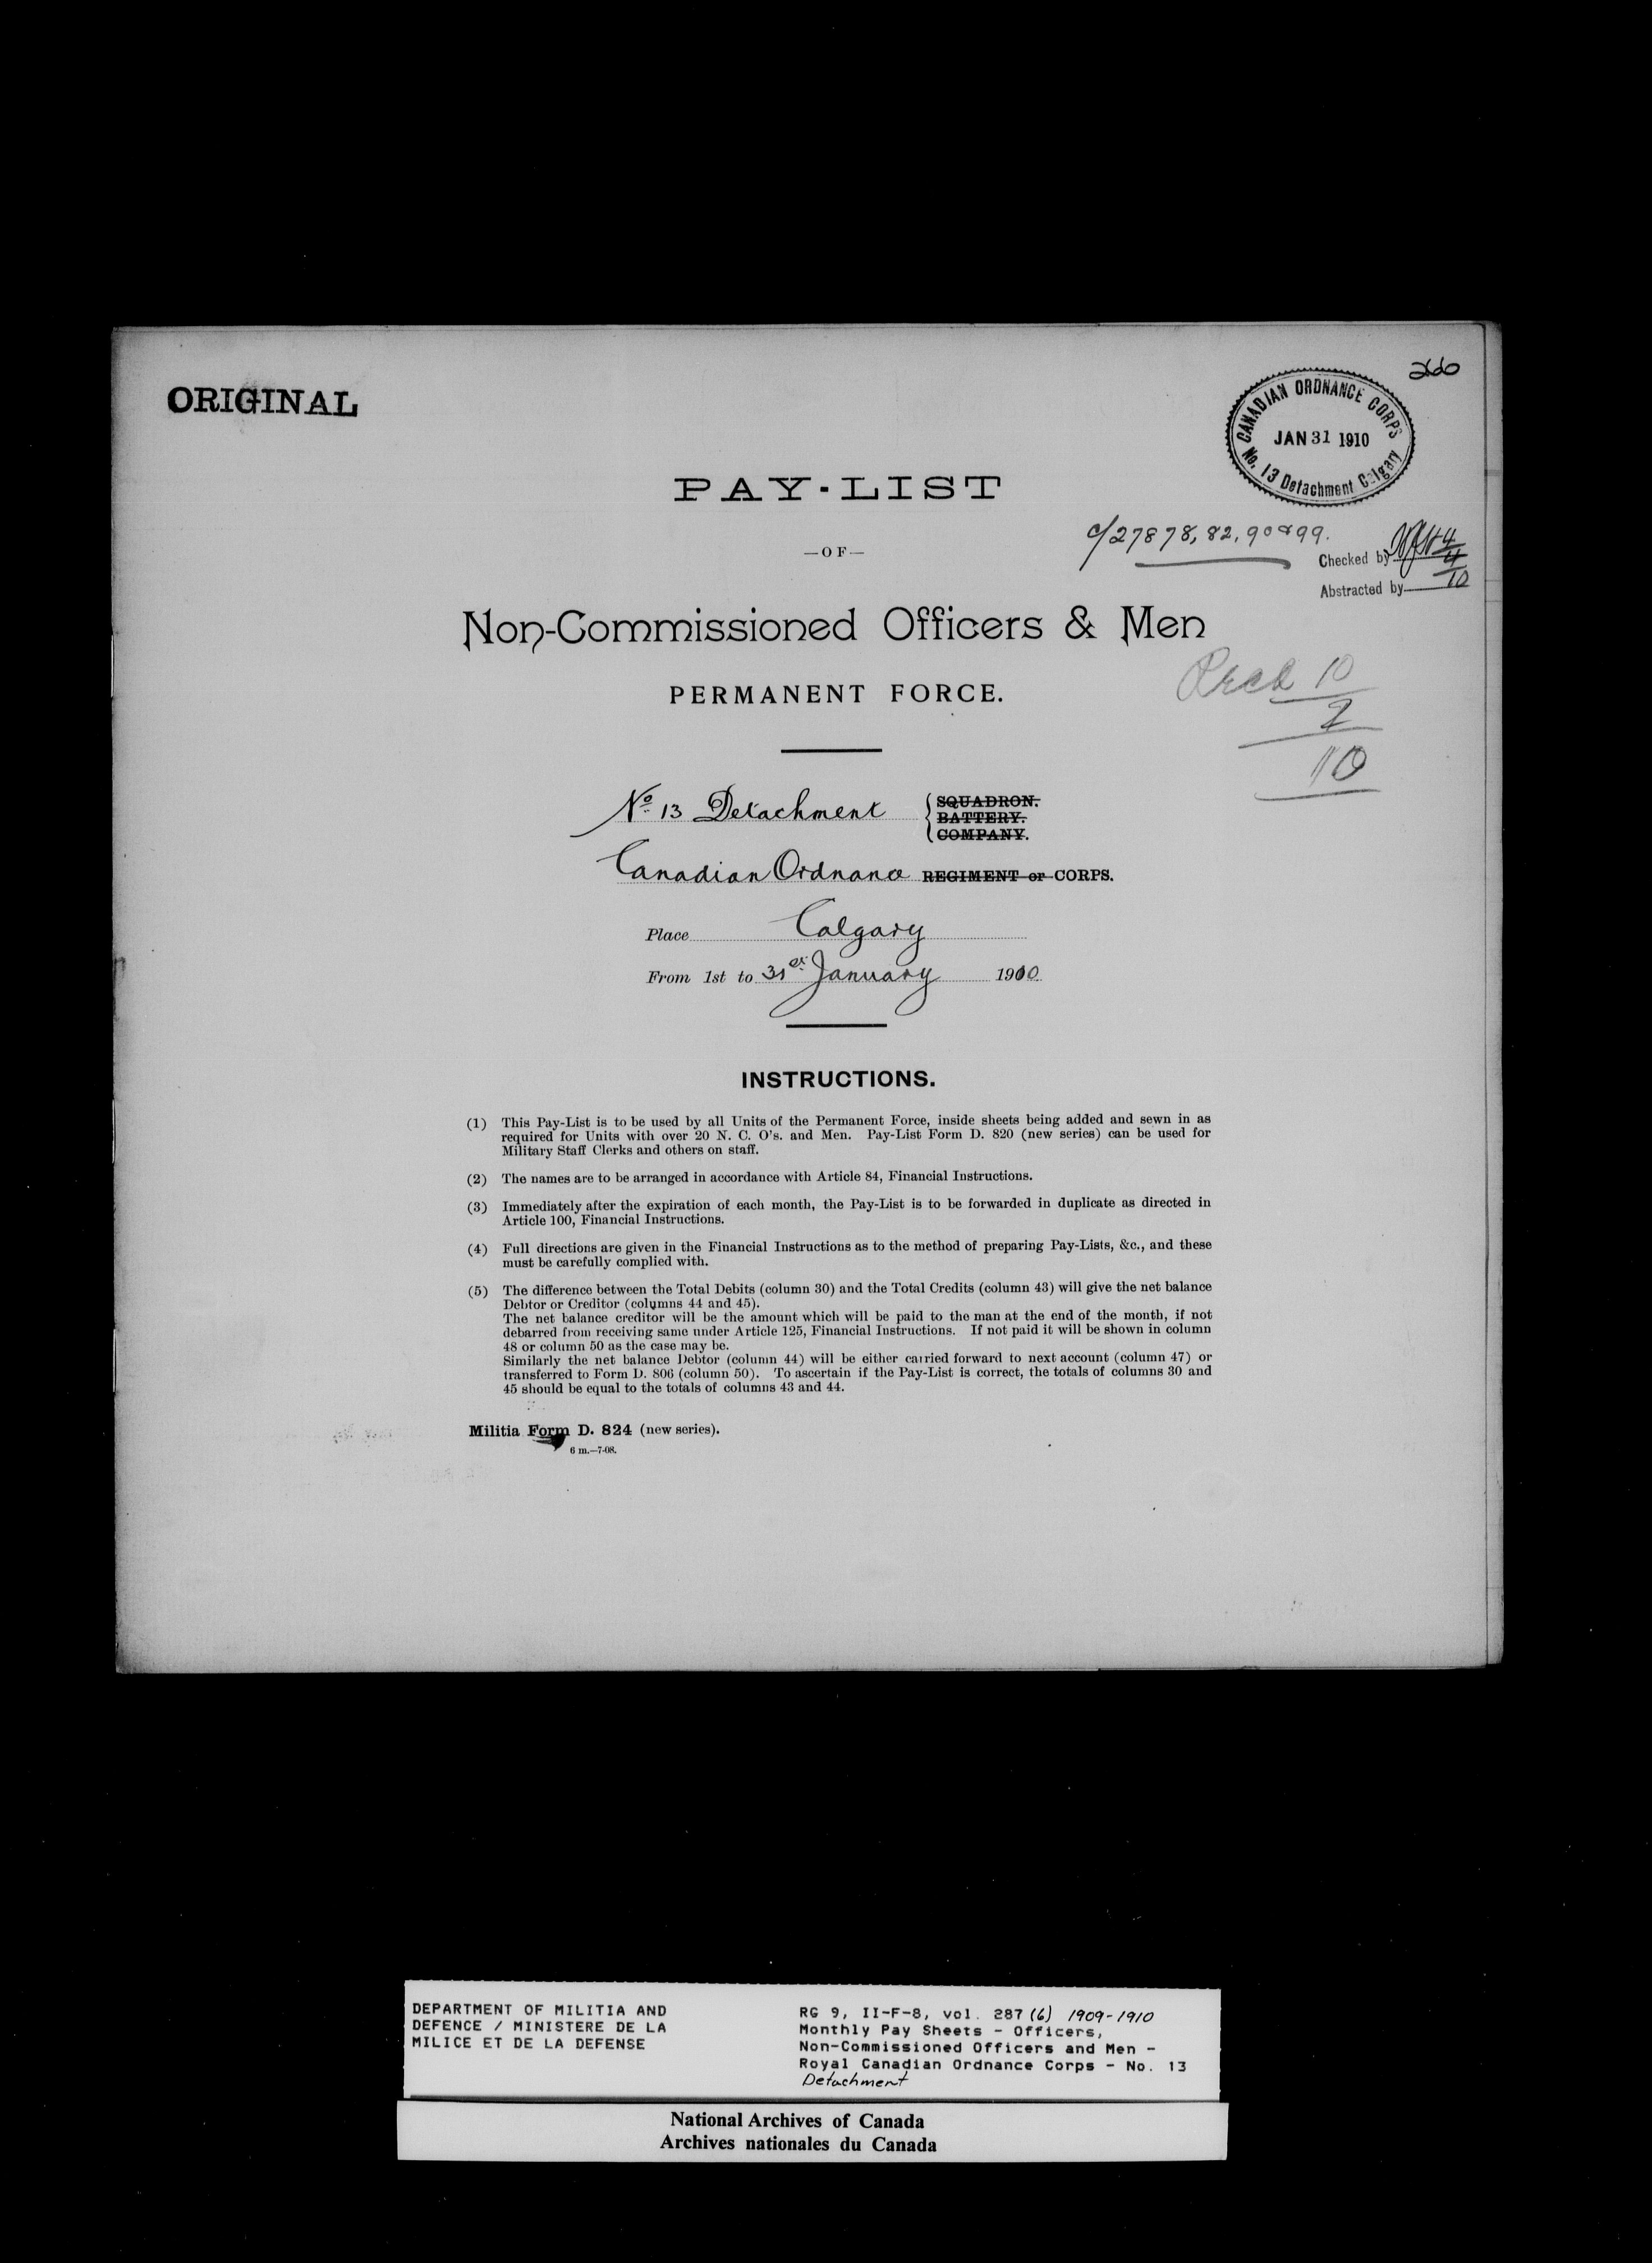 266
ORIGINAL
CANADIAN ORDNANCE CORPS
JAN 31 1910
No. 13 Detachment Calgary
PAY-LIST
c/27878, 82, 90 & 99.
—OF—
Checked by 4/4/10
Abstracted by
Non-Commissioned Officers & Men
PERMANENT FORCE.
Recd 10/2/10
No. 13 Detachment
SQUADRON.
BATTERY.
COMPANY.
Canadian Ordnance REGIMENT or CORPS.
Place Calgary
From 1st to 31st January 1910
INSTRUCTIONS.
(1) This Pay-List is to be used by all Units of the Permanent Force, inside sheets being added and sewn in as
required for Units with over 20 N. C. O's. and Men. Pay-List Form D. 820 (new series) can be used for
Military Staff Clerks and others on staff.
(2) The names are to be arranged in accordance with Article 84, Financial Instructions.
(3) Immediately after the expiration of each month, the Pay-List is to be forwarded in duplicate as directed in
Article 100, Financial Instructions.
(4) Full directions are given in the Financial Instructions as to the method of preparing Pay-Lists, &c., and these
must be carefully complied with.
(5) The difference between the Total Debits (column 30) and the Total Credits (column 43) will give the net balance
Debtor or Creditor (columns 44 and 45).
The net balance creditor will be the amount which will be paid to the man at the end of the month, if not
debarred from receiving same under Article 125, Financial Instructions. If not paid it will be shown in column
48 or column 50 as the case may be.
Similarly the net balance Debtor (column 44) will be either carried forward to next account (column 47) or
transferred to Form D. 806 (column 50). To ascertain if the Pay-List is correct, the totals of columns 30 and
45 should be equal to the totals of columns 43 and 44.
Militia Form D. 824 (new series).
6 m.—7-08.
DEPARTMENT OF MILITIA AND
DEFENCE / MINISTERE DE LA
MILICE ET DE LA DEFENSE
RG 9, II-F-8, vol. 287 (6) 1909-1910
Monthly Pay Sheets - Officers,
Non-Commissioned Officers and Men -
Royal Canadian Ordnance Corps - No. 13
Detachment
National Archives of Canada
Archives nationales du Canada